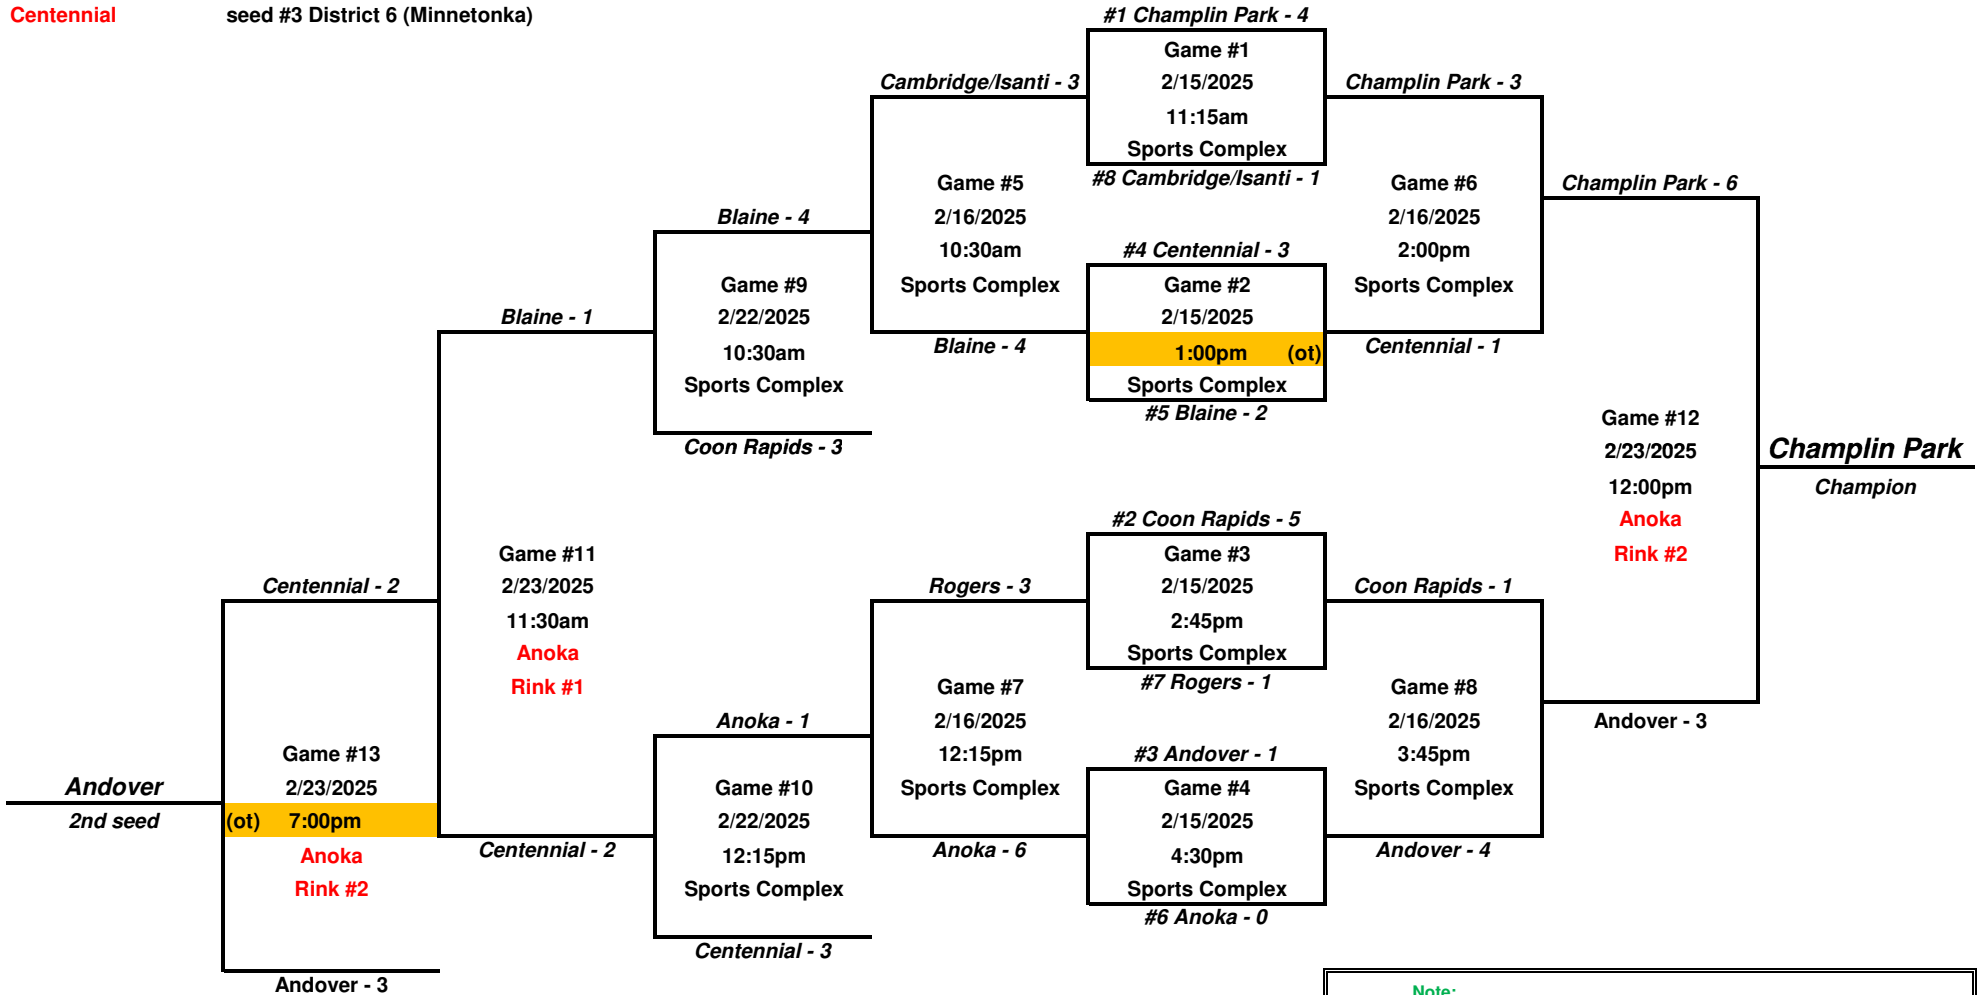 Centennial seed #3 District 6 (Minnetonka)
#1 Champlin Park - 4
Game #1
2/15/2025
11:15am
Sports Complex
#8 Cambridge/Isanti - 1
Cambridge/Isanti - 3
Game #5
2/16/2025
10:30am
Sports Complex
Blaine - 4
Champlin Park - 3
Game #6
2/16/2025
2:00pm
Sports Complex
Centennial - 1
#4 Centennial - 3
Game #2
2/15/2025
1:00pm (ot)
Sports Complex
#5 Blaine - 2
Blaine - 4
Game #9
2/22/2025
10:30am
Sports Complex
Coon Rapids - 3
Champlin Park - 6
Game #12
2/23/2025
12:00pm
Anoka
Rink #2
Andover - 3
Champlin Park
Champion
Blaine - 1
Game #11
2/23/2025
11:30am
Anoka
Rink #1
Centennial - 2
#2 Coon Rapids - 5
Game #3
2/15/2025
2:45pm
Sports Complex
#7 Rogers - 1
Rogers - 3
Game #7
2/16/2025
12:15pm
Sports Complex
Anoka - 6
Coon Rapids - 1
Game #8
2/16/2025
3:45pm
Sports Complex
Andover - 4
#3 Andover - 1
Game #4
2/15/2025
4:30pm
Sports Complex
#6 Anoka - 0
Anoka - 1
Game #10
2/22/2025
12:15pm
Sports Complex
Centennial - 3
Centennial - 2
Game #13
2/23/2025
(ot) 7:00pm
Anoka
Rink #2
Andover - 3
Andover
2nd seed
Note: